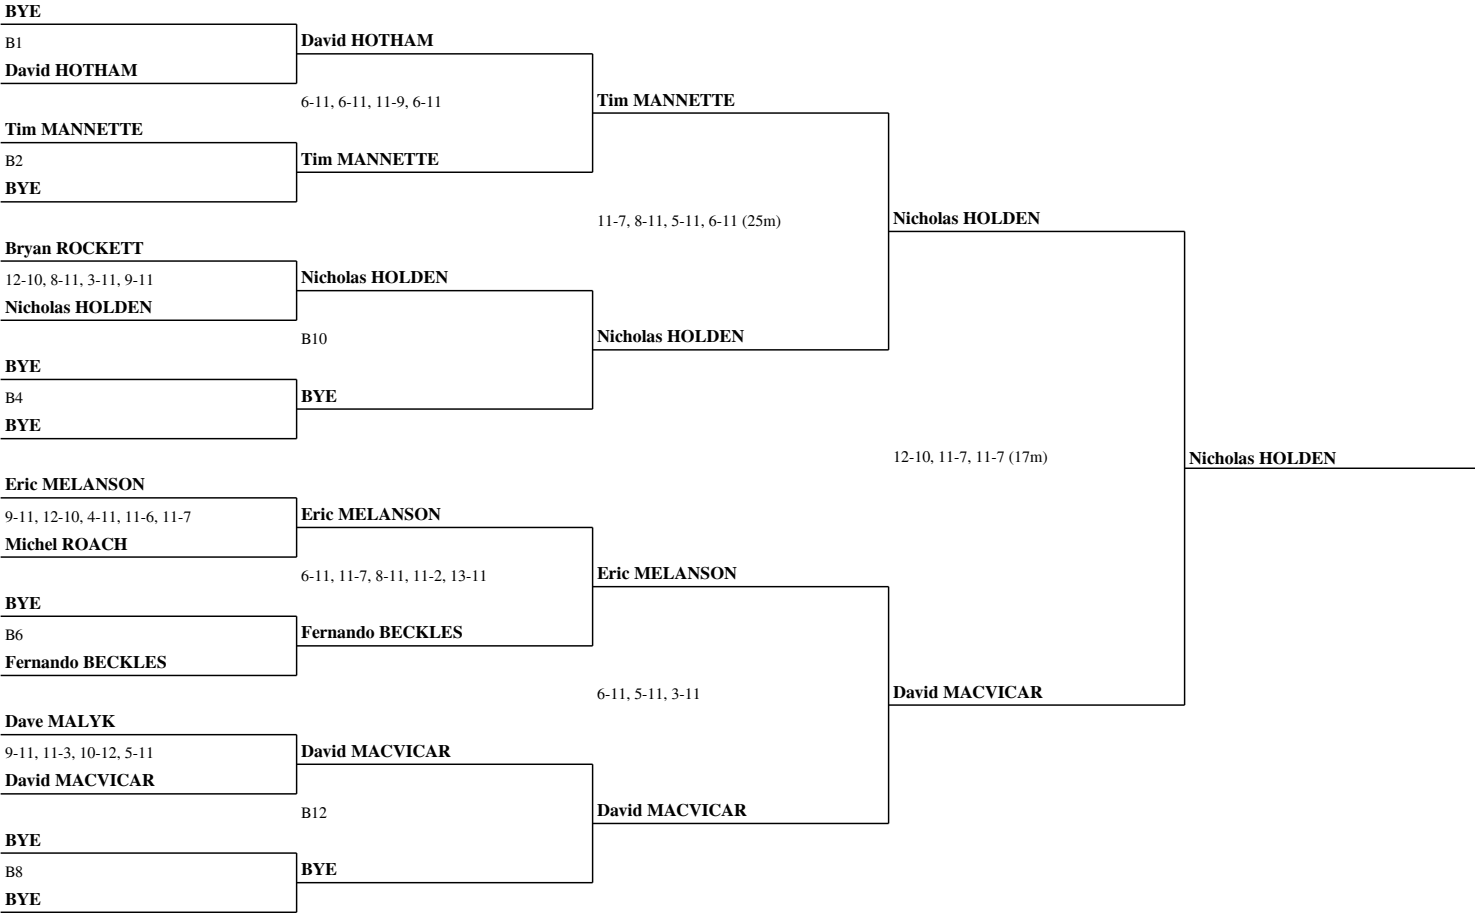 BYE
B1
David HOTHAM
Tim MANNETTE
B2
BYE
Bryan ROCKETT
12-10, 8-11, 3-11, 9-11
Nicholas HOLDEN
BYE
B4
BYE
Eric MELANSON
9-11, 12-10, 4-11, 11-6, 11-7
Michel ROACH
BYE
B6
Fernando BECKLES
Dave MALYK
9-11, 11-3, 10-12, 5-11
David MACVICAR
BYE
B8
BYE
David HOTHAM
6-11, 6-11, 11-9, 6-11
Tim MANNETTE
Nicholas HOLDEN
B10
BYE
Eric MELANSON
6-11, 11-7, 8-11, 11-2, 13-11
Fernando BECKLES
David MACVICAR
B12
BYE
Tim MANNETTE
11-7, 8-11, 5-11, 6-11 (25m)
Nicholas HOLDEN
Eric MELANSON
6-11, 5-11, 3-11
David MACVICAR
Nicholas HOLDEN
12-10, 11-7, 11-7 (17m)
David MACVICAR
Nicholas HOLDEN